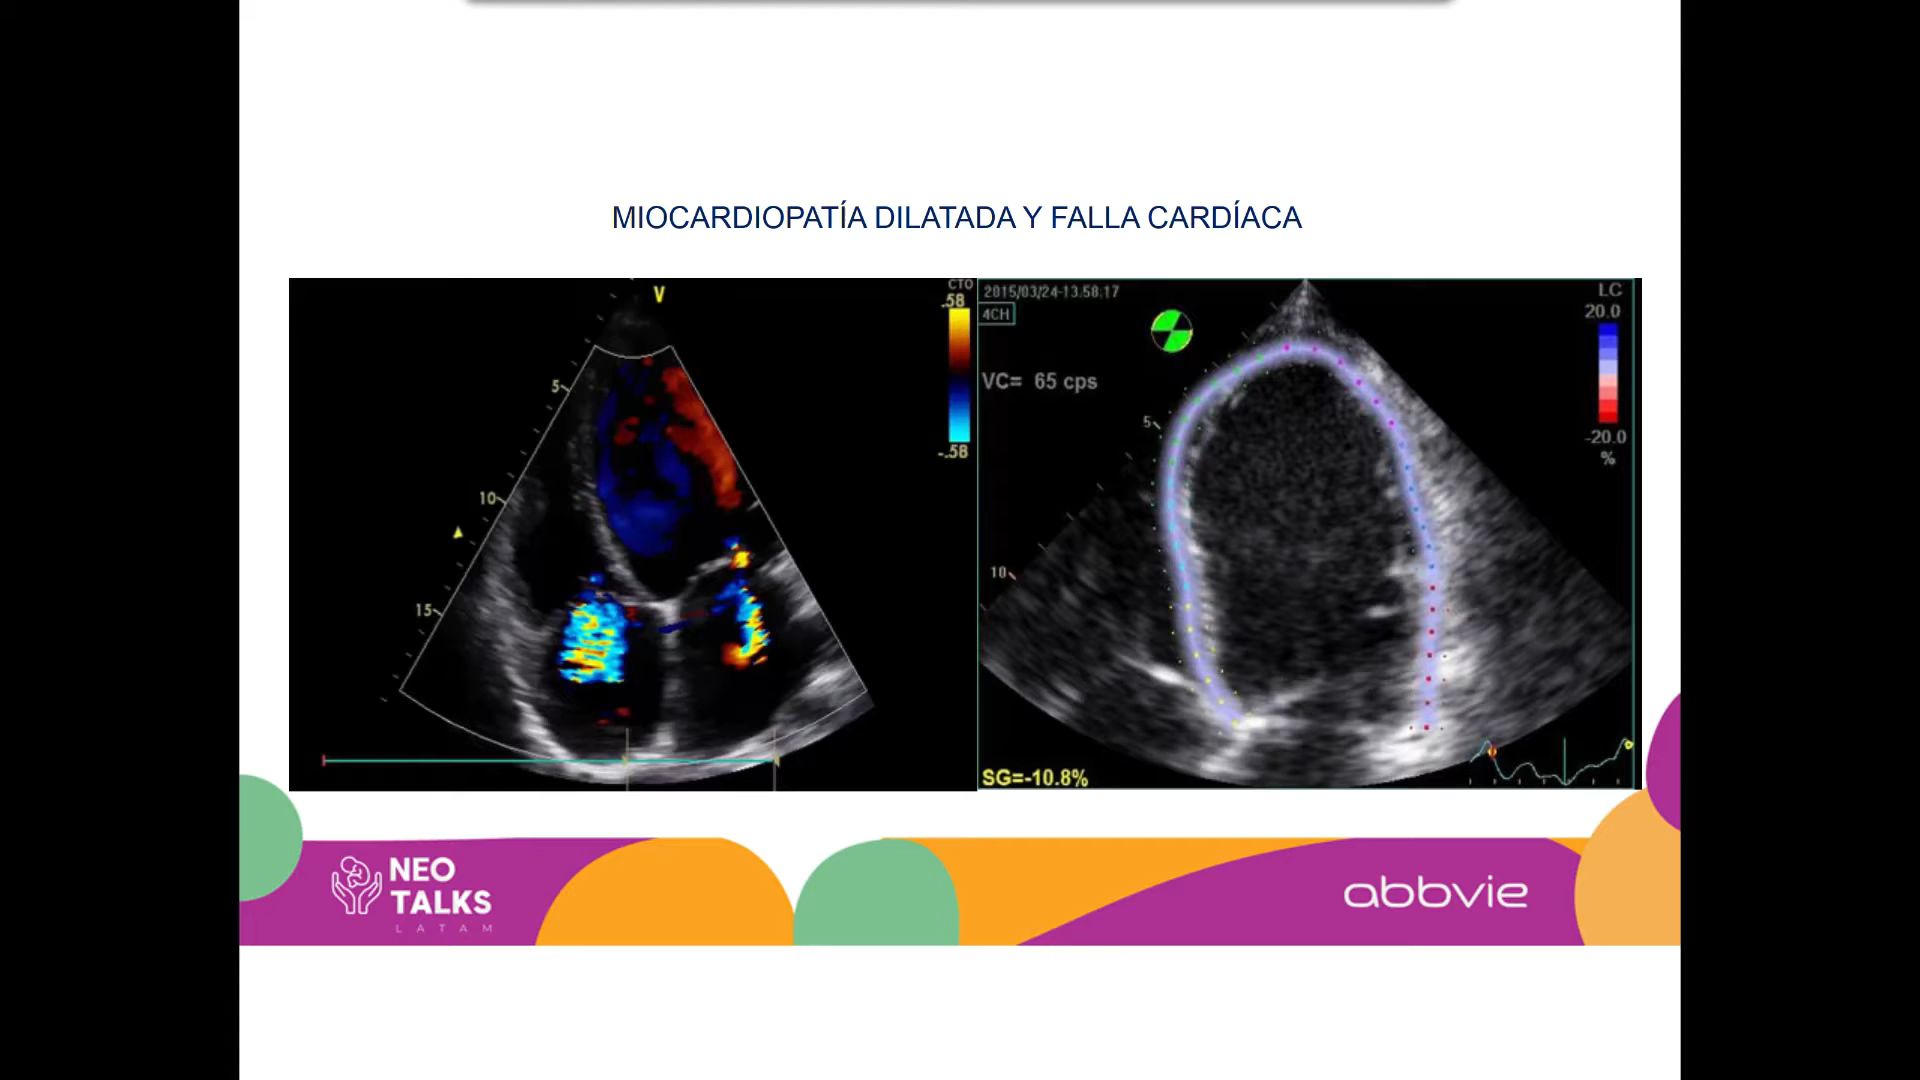 MIOCARDIOPATÍA DILATADA Y FALLA CARDÍACA
V
CTO
.58
-.58
5
10
15
2015/03/24-13:58:17
4CH
VC= 65 cps
5
10
LC
20.0
-20.0
%
SG=-10.8%
NEO
TALKS
LATAM
abbvie